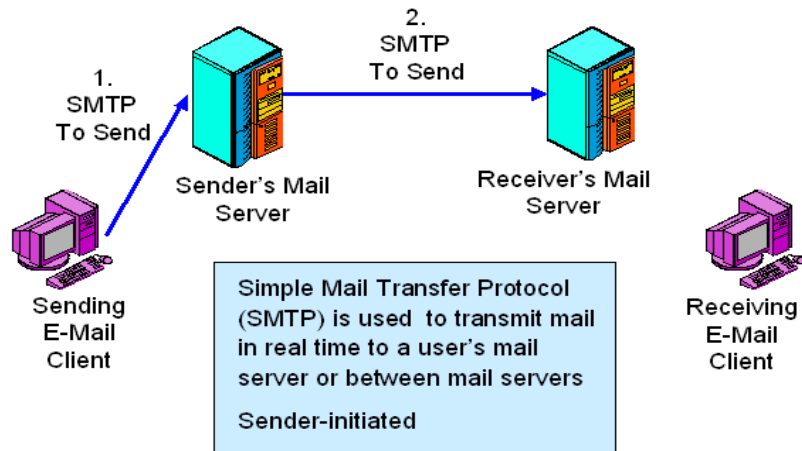 2.
SMTP
To Send
1.
SMTP
To Send
Sender's Mail
Server
Receiver's Mail
Server
Sending
E-Mail
Client
Simple Mail Transfer Protocol
(SMTP) is used to transmit mail
in real time to a user's mail
server or between mail servers
Sender-initiated
Receiving
E-Mail
Client